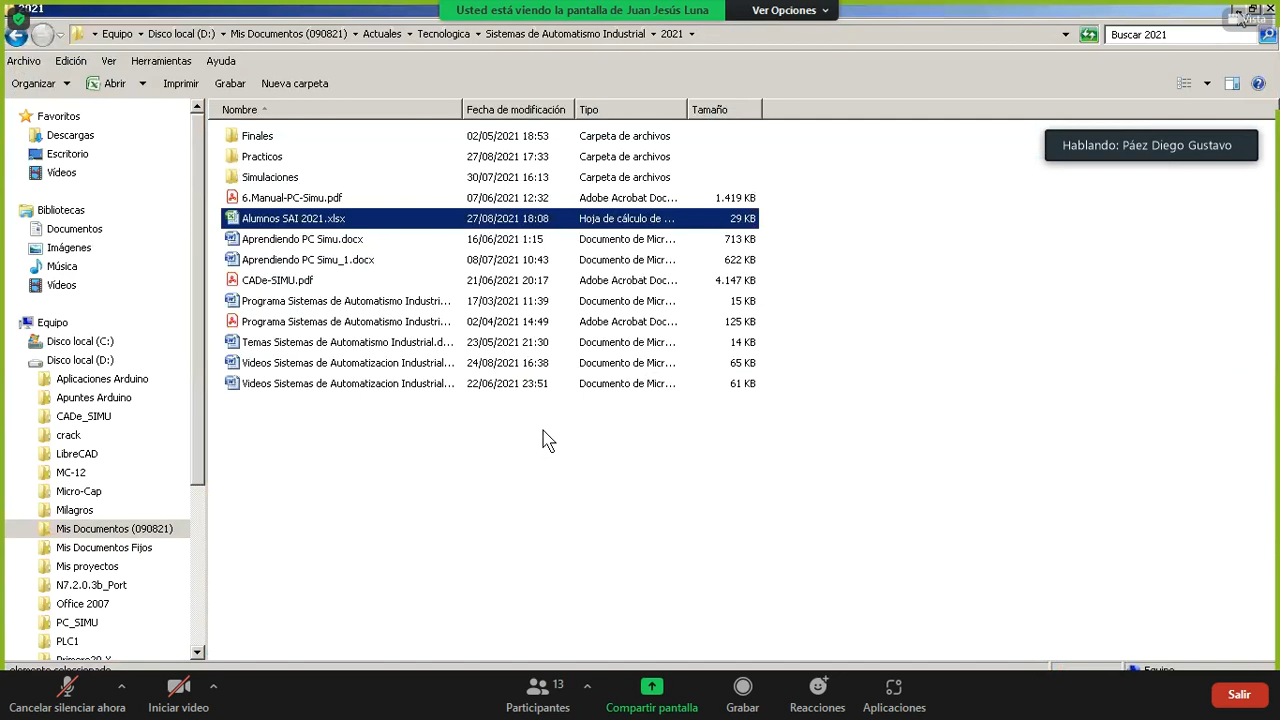 2021
Usted está viendo la pantalla de Juan Jesús Luna
Ver Opciones
Vista
Equipo
Disco local (D:)
Mis Documentos (090821)
Actuales
Tecnologica
Sistemas de Automatismo Industrial
2021
Buscar 2021
Archivo Edición Ver Herramientas Ayuda
Organizar Abrir Imprimir Grabar Nueva carpeta
Nombre Fecha de modificación Tipo Tamaño
Favoritos
Descargas
Escritorio
Vídeos
Bibliotecas
Documentos
Imágenes
Música
Vídeos
Equipo
Disco local (C:)
Disco local (D:)
Aplicaciones Arduino
Apuntes Arduino
CADe_SIMU
crack
LibreCAD
MC-12
Micro-Cap
Milagros
Mis Documentos (090821)
Mis Documentos Fijos
Mis proyectos
N7.2.0.3b_Port
Office 2007
PC_SIMU
PLC1
Finales 02/05/2021 18:53 Carpeta de archivos
Practicos 27/08/2021 17:33 Carpeta de archivos
Simulaciones 30/07/2021 16:13 Carpeta de archivos
6.Manual-PC-Simu.pdf 07/06/2021 12:32 Adobe Acrobat Doc... 1.419 KB
Alumnos SAI 2021.xlsx 27/08/2021 18:08 Hoja de cálculo de ... 29 KB
Aprendiendo PC Simu.docx 16/06/2021 1:15 Documento de Micr... 713 KB
Aprendiendo PC Simu_1.docx 08/07/2021 10:43 Documento de Micr... 622 KB
CADe-SIMU.pdf 21/06/2021 20:17 Adobe Acrobat Doc... 4.147 KB
Programa Sistemas de Automatismo Industri... 17/03/2021 11:39 Documento de Micr... 15 KB
Programa Sistemas de Automatismo Industri... 02/04/2021 14:49 Adobe Acrobat Doc... 125 KB
Temas Sistemas de Automatismo Industrial.d... 23/05/2021 21:30 Documento de Micr... 14 KB
Videos Sistemas de Automatizacion Industrial... 24/08/2021 16:38 Documento de Micr... 65 KB
Videos Sistemas de Automatizacion Industrial... 22/06/2021 23:51 Documento de Micr... 61 KB
Hablando: Páez Diego Gustavo
elemento seleccionado
Equipo
Cancelar silenciar ahora
Iniciar video
13
Participantes
Compartir pantalla
Grabar
Reacciones
Aplicaciones
Salir